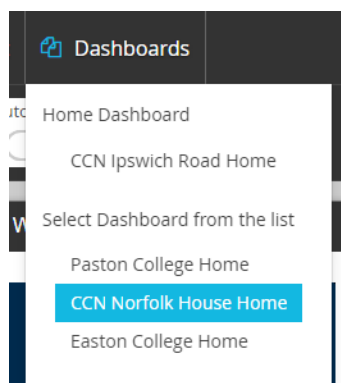 Dashboards
Home Dashboard
CCN Ipswich Road Home
Select Dashboard from the list
Paston College Home
CCN Norfolk House Home
Easton College Home